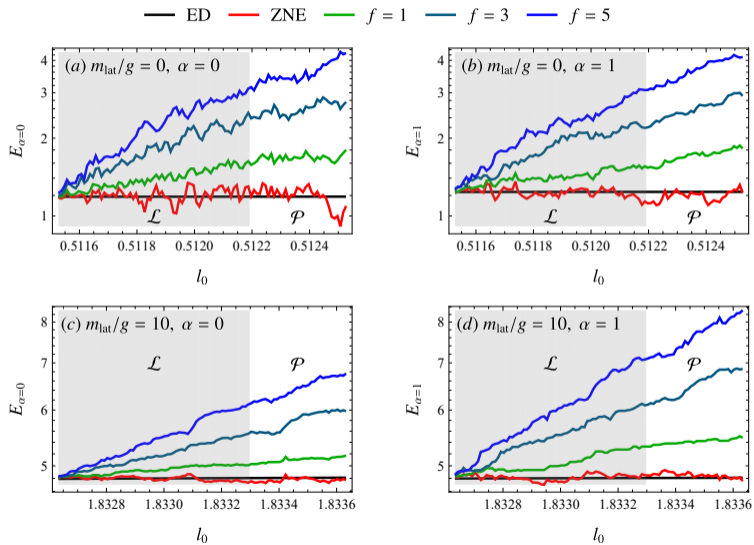 ED ZNE f = 1 f = 3 f = 5
(a) m_lat/g = 0, α = 0
E_α=0
4
3
2
1
ℒ 𝒫
0.5116 0.5118 0.5120 0.5122 0.5124
l_0
(b) m_lat/g = 0, α = 1
E_α=1
4
3
2
1
ℒ 𝒫
0.5116 0.5118 0.5120 0.5122 0.5124
l_0
(c) m_lat/g = 10, α = 0
E_α=0
8
7
6
5
ℒ 𝒫
1.8328 1.8330 1.8332 1.8334 1.8336
l_0
(d) m_lat/g = 10, α = 1
E_α=1
8
7
6
5
ℒ 𝒫
1.8328 1.8330 1.8332 1.8334 1.8336
l_0